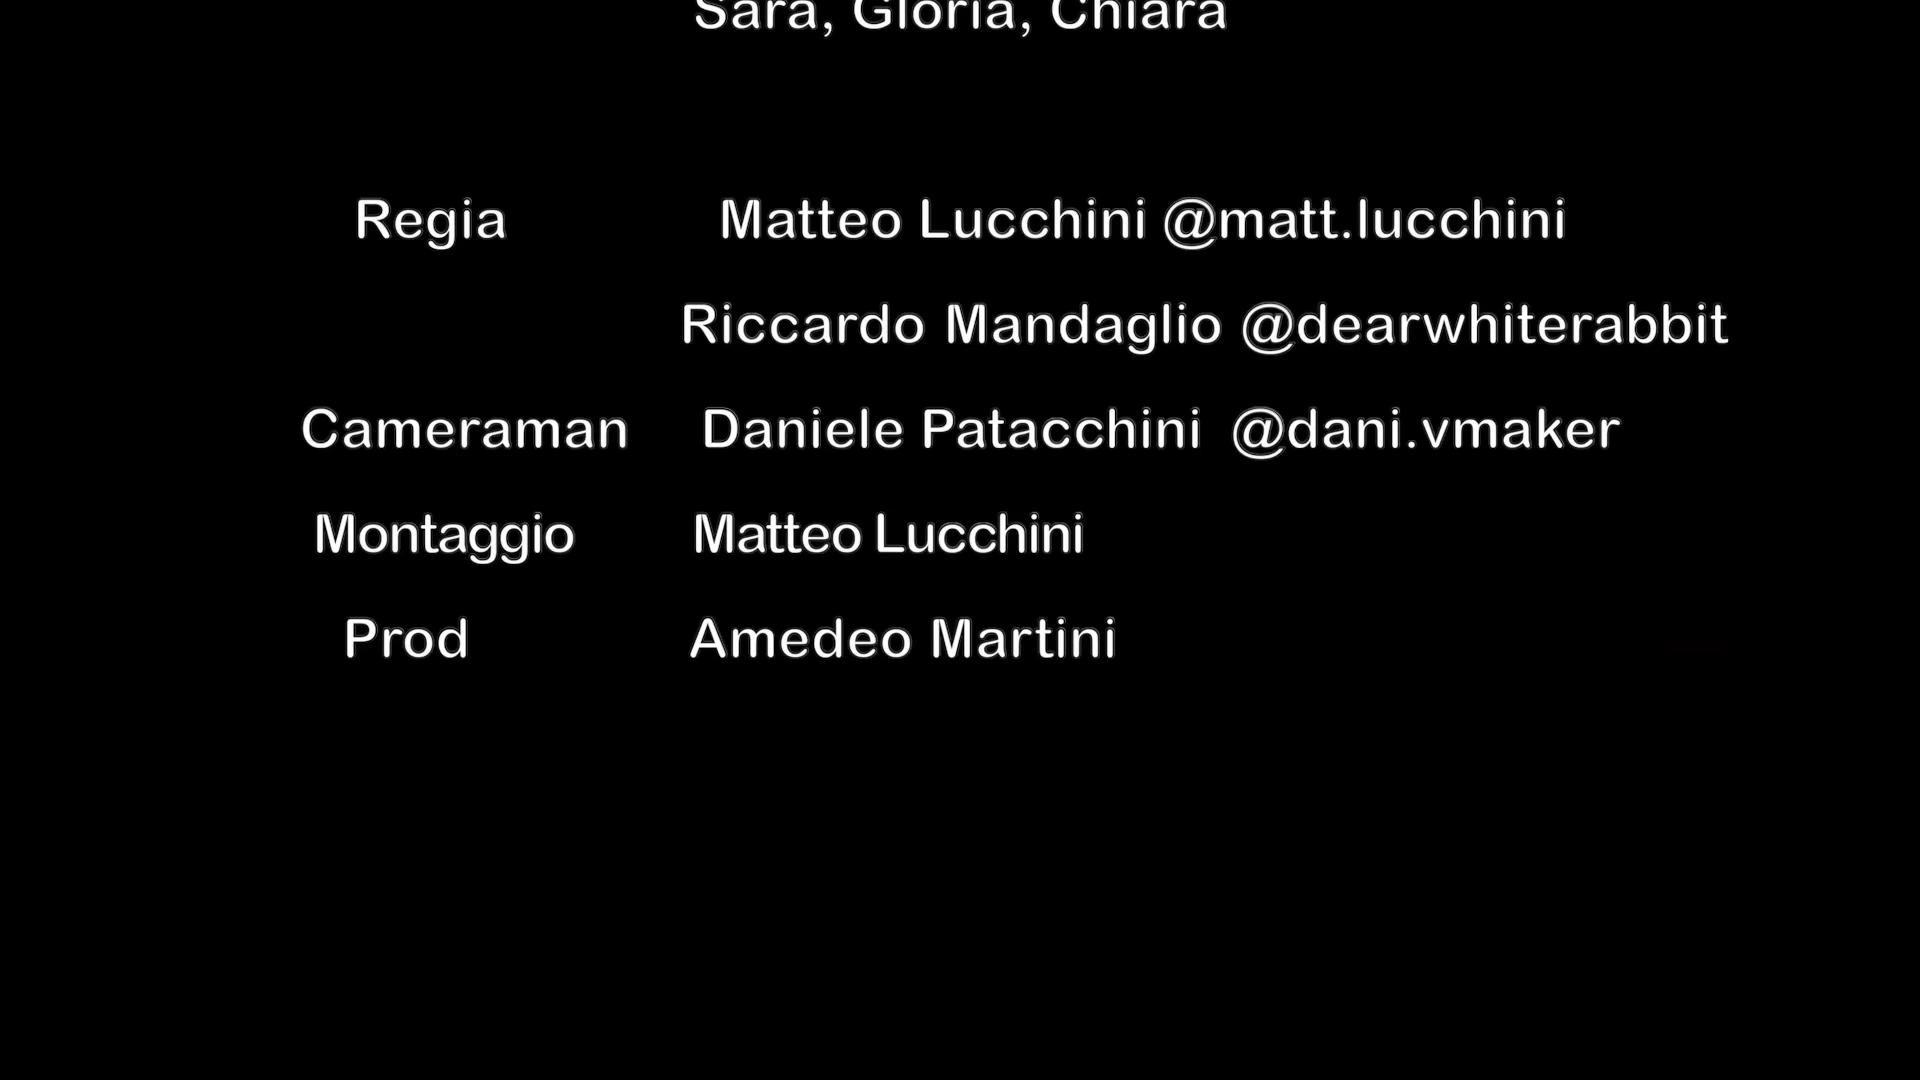 Sara, Gloria, Chiara
Regia Matteo Lucchini @matt.lucchini
Riccardo Mandaglio @dearwhiterabbit
Cameraman Daniele Patacchini @dani.vmaker
Montaggio Matteo Lucchini
Prod Amedeo Martini